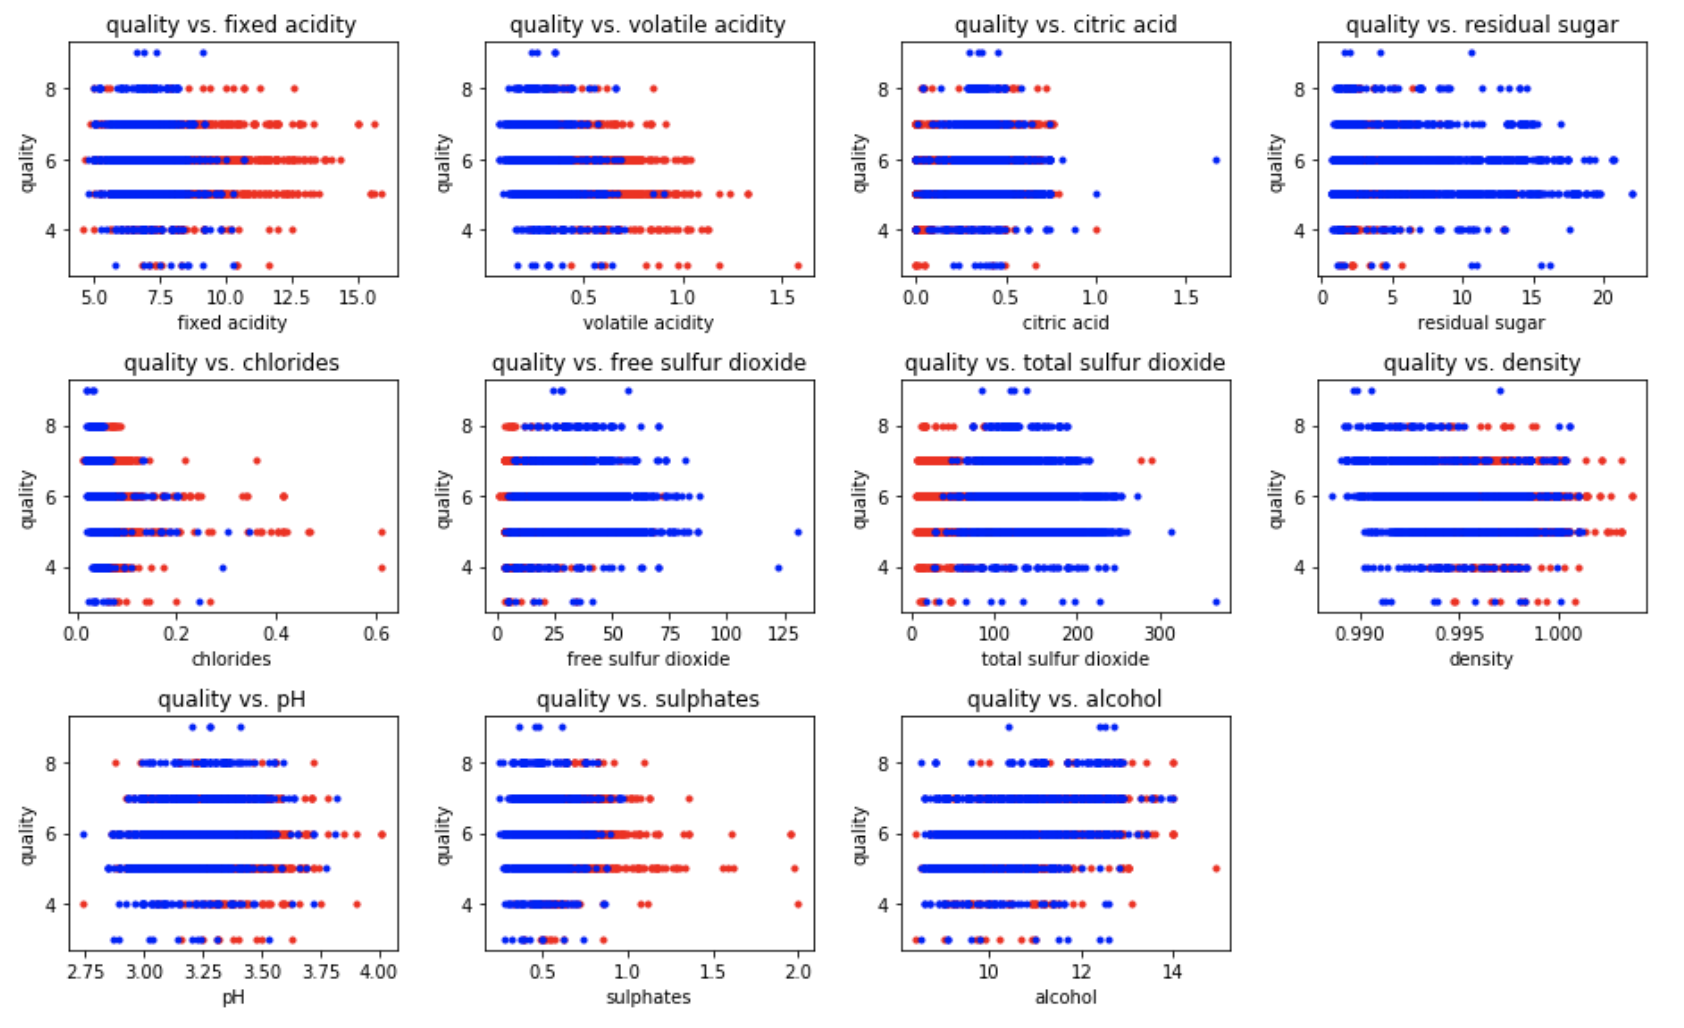 quality vs. fixed acidity
quality
8
6
4
5.0 7.5 10.0 12.5 15.0
fixed acidity
quality vs. volatile acidity
quality
8
6
4
0.5 1.0 1.5
volatile acidity
quality vs. citric acid
quality
8
6
4
0.0 0.5 1.0 1.5
citric acid
quality vs. residual sugar
quality
8
6
4
0 5 10 15 20
residual sugar
quality vs. chlorides
quality
8
6
4
0.0 0.2 0.4 0.6
chlorides
quality vs. free sulfur dioxide
quality
8
6
4
0 25 50 75 100 125
free sulfur dioxide
quality vs. total sulfur dioxide
quality
8
6
4
0 100 200 300
total sulfur dioxide
quality vs. density
quality
8
6
4
0.990 0.995 1.000
density
quality vs. pH
quality
8
6
4
2.75 3.00 3.25 3.50 3.75 4.00
pH
quality vs. sulphates
quality
8
6
4
0.5 1.0 1.5 2.0
sulphates
quality vs. alcohol
quality
8
6
4
10 12 14
alcohol